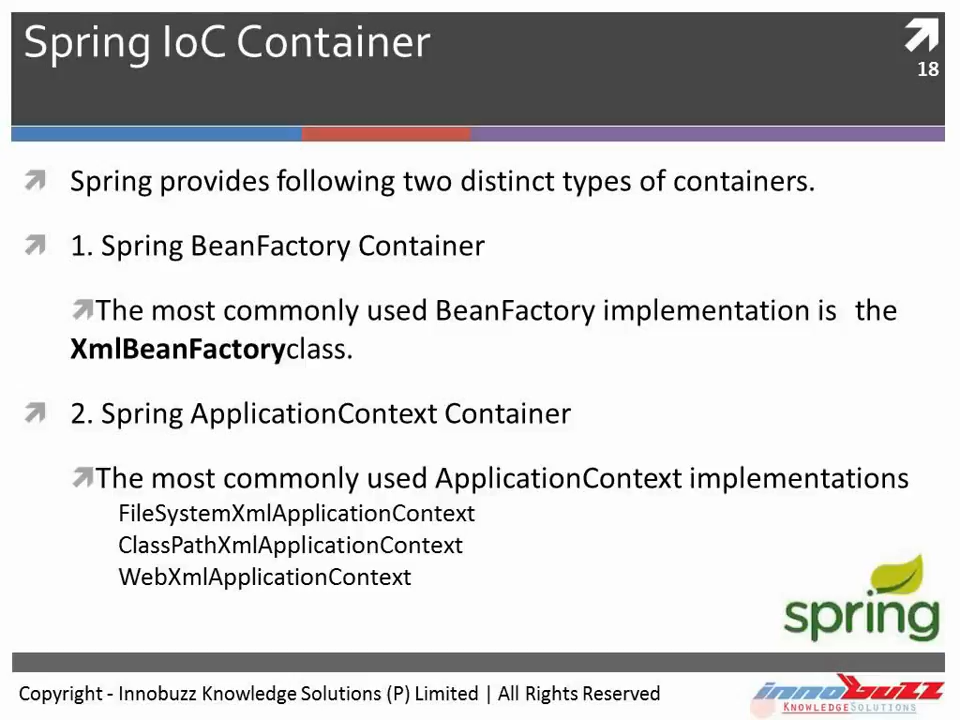 Spring IoC Container
18
Spring provides following two distinct types of containers.
1. Spring BeanFactory Container
The most commonly used BeanFactory implementation is the
XmlBeanFactoryclass.
2. Spring ApplicationContext Container
The most commonly used ApplicationContext implementations
FileSystemXmlApplicationContext
ClassPathXmlApplicationContext
WebXmlApplicationContext
spring
Copyright - Innobuzz Knowledge Solutions (P) Limited | All Rights Reserved
innobuzz
KNOWLEDGESOLUTIONS